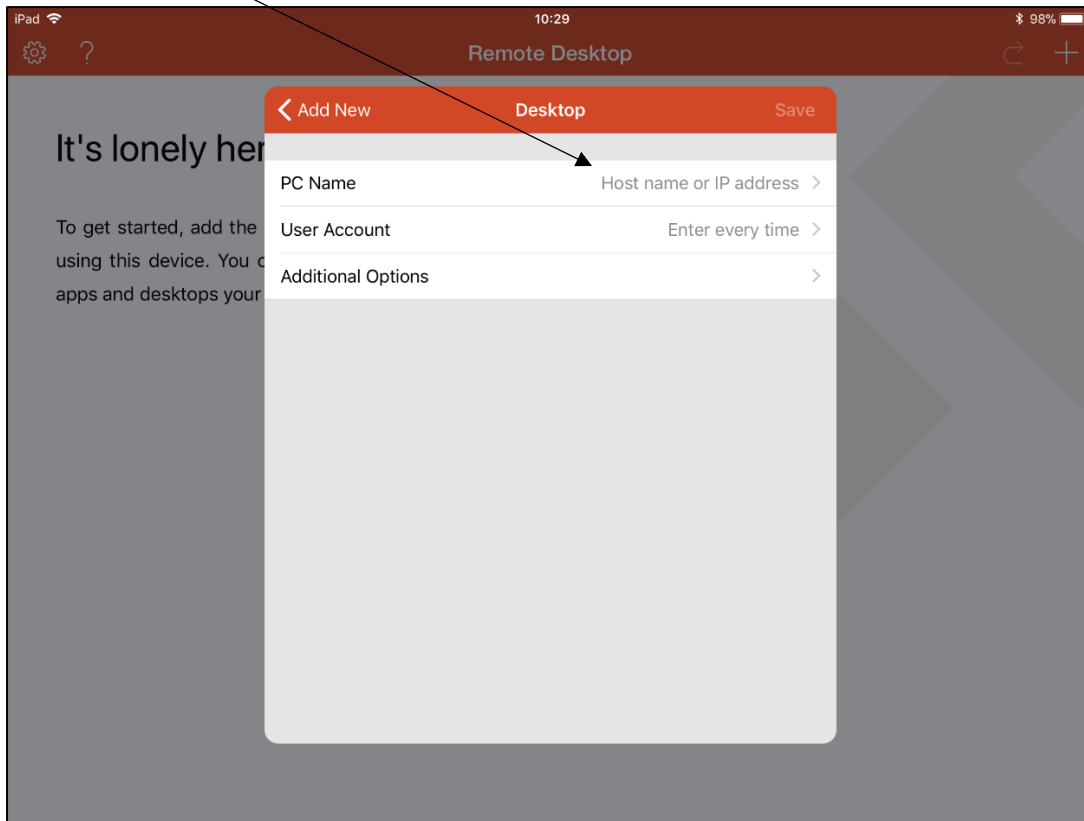 iPad 10:29 98%
? Remote Desktop
Add New Desktop Save
It's lonely her
PC Name Host name or IP address
To get started, add the
User Account Enter every time
using this device. You c
Additional Options
apps and desktops your